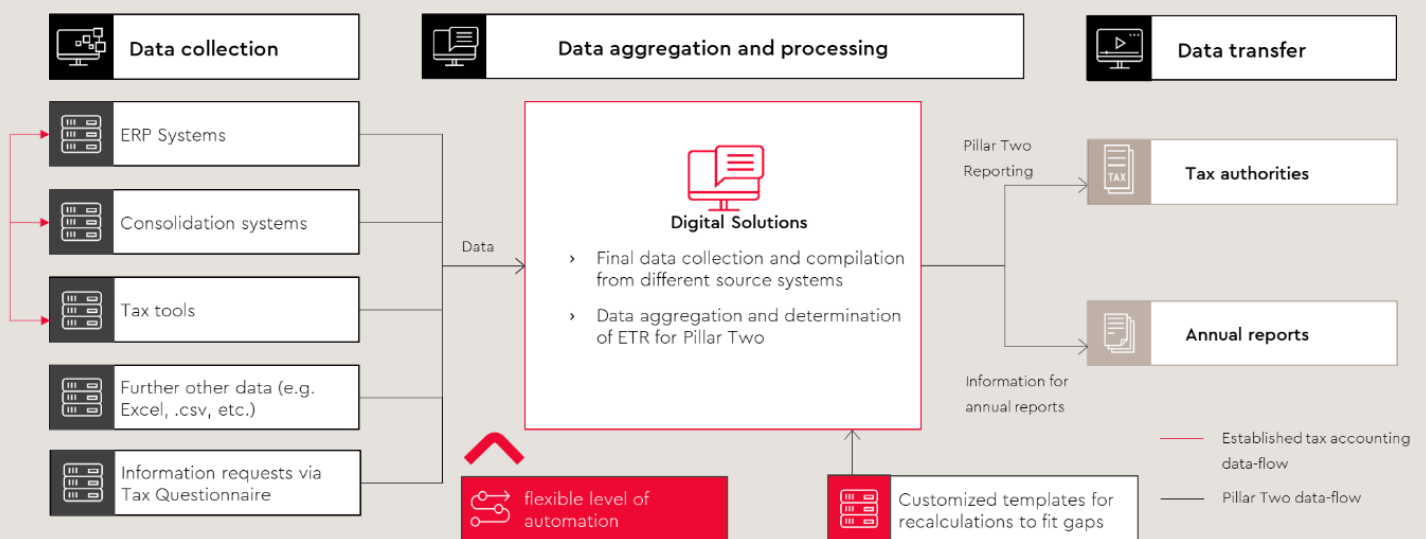 Data collection
Data aggregation and processing
Data transfer
ERP Systems
Consolidation systems
Tax tools
Further other data (e.g.
Excel, .csv, etc.)
Information requests via
Tax Questionnaire
Data
Digital Solutions
› Final data collection and compilation
from different source systems
› Data aggregation and determination
of ETR for Pillar Two
flexible level of
automation
Customized templates for
recalculations to fit gaps
Pillar Two
Reporting
TAX
Tax authorities
Annual reports
Information for
annual reports
Established tax accounting
data-flow
Pillar Two data-flow